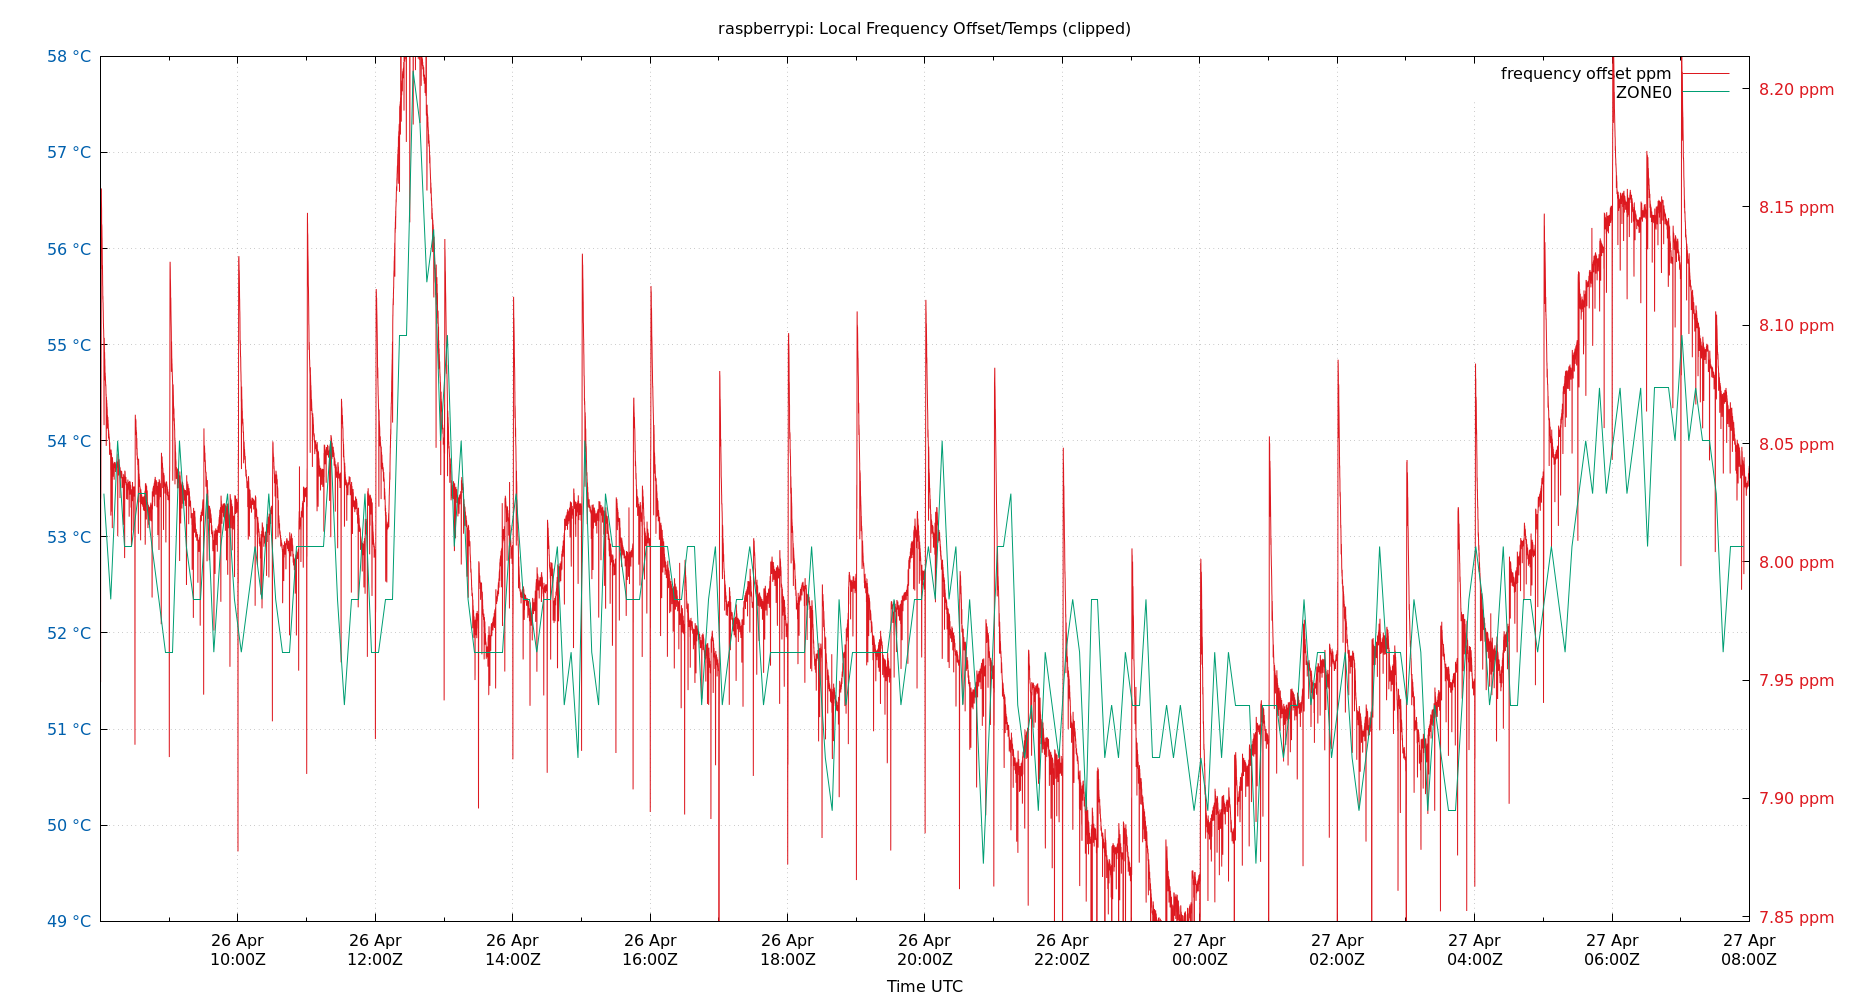 raspberrypi: Local Frequency Offset/Temps (clipped)
58 °C
57 °C
56 °C
55 °C
54 °C
53 °C
52 °C
51 °C
50 °C
49 °C
frequency offset ppm
ZONE0
8.20 ppm
8.15 ppm
8.10 ppm
8.05 ppm
8.00 ppm
7.95 ppm
7.90 ppm
7.85 ppm
26 Apr 26 Apr 26 Apr 26 Apr 26 Apr 26 Apr 26 Apr 27 Apr 27 Apr 27 Apr 27 Apr 27 Apr
10:00Z 12:00Z 14:00Z 16:00Z 18:00Z 20:00Z 22:00Z 00:00Z 02:00Z 04:00Z 06:00Z 08:00Z
Time UTC